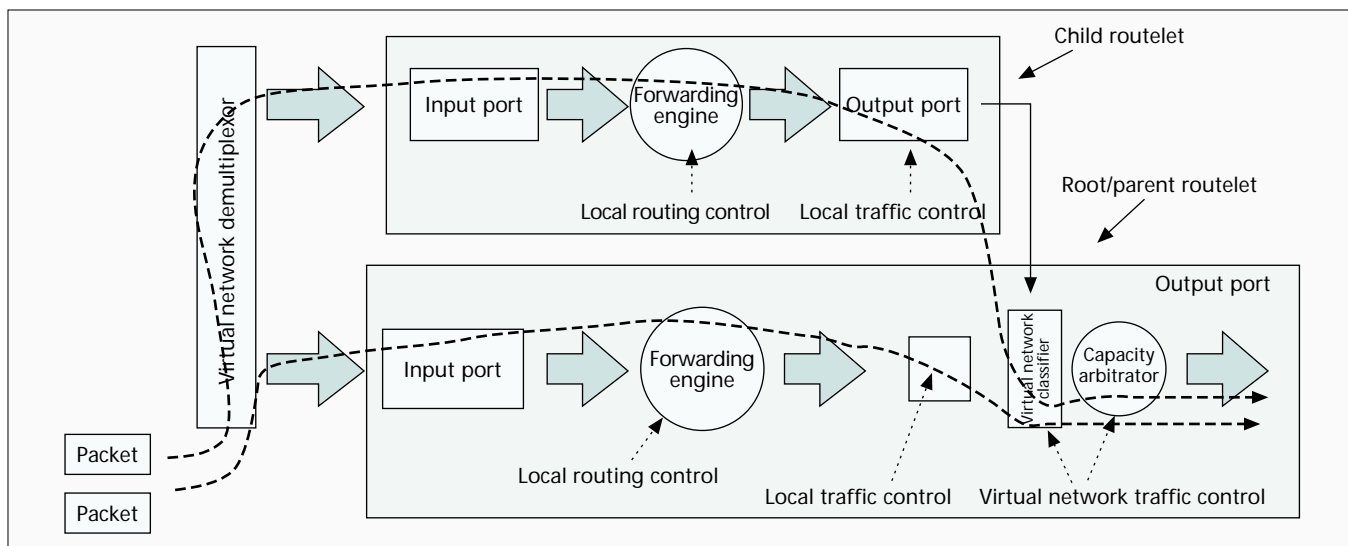 Child routelet
Virtual network demultiplexor
Input port
Forwarding
engine
Output port
Local routing control
Local traffic control
Root/parent routelet
Output port
Input port
Forwarding
engine
Virtual network
classifier
Capacity
arbitrator
Packet
Packet
Local routing control
Local traffic control
Virtual network traffic control